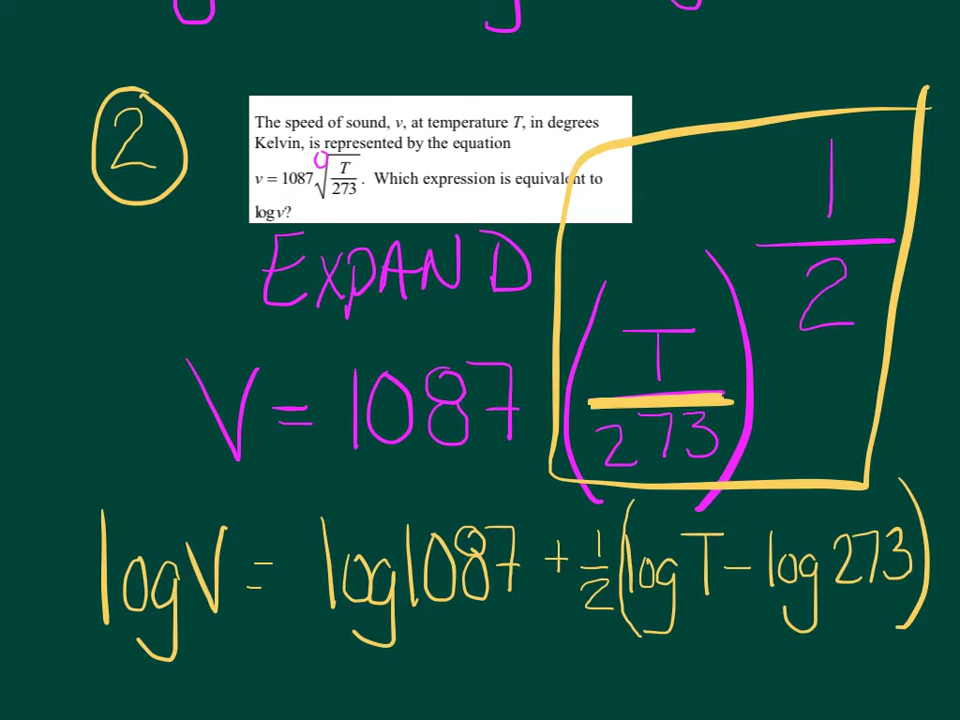 2
The speed of sound, v, at temperature T, in degrees
Kelvin, is represented by the equation
v = 1087 √(T/273) . Which expression is equivalent to
log v?
EXPAND
V = 1087 (T/273)^1/2
log V = log 1087 + 1/2 (log T - log 273)